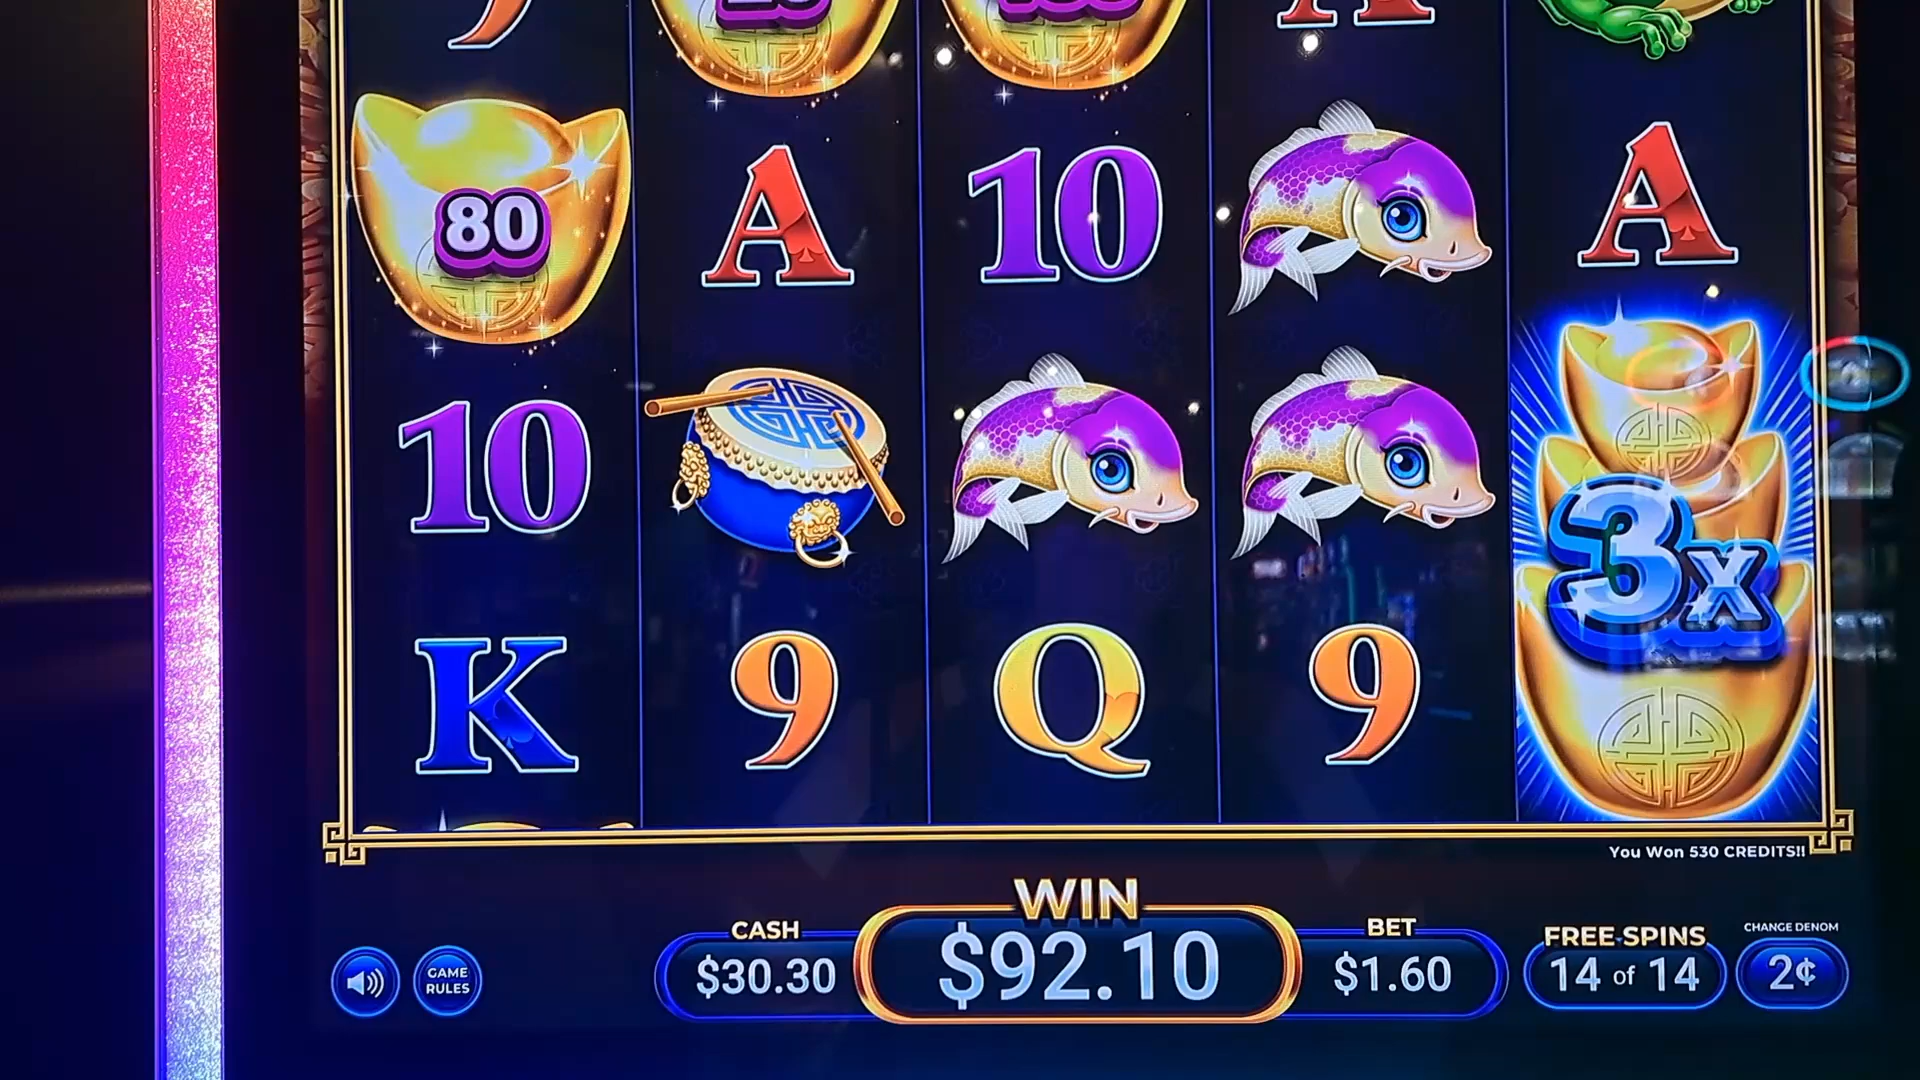 A
80
A
10
A
10
3x
K
9
Q
9
You Won 530 CREDITS!!
WIN
CASH
$92.10
BET
FREE SPINS
CHANGE DENOM
GAME
RULES
$30.30
$1.60
14 of 14
2¢